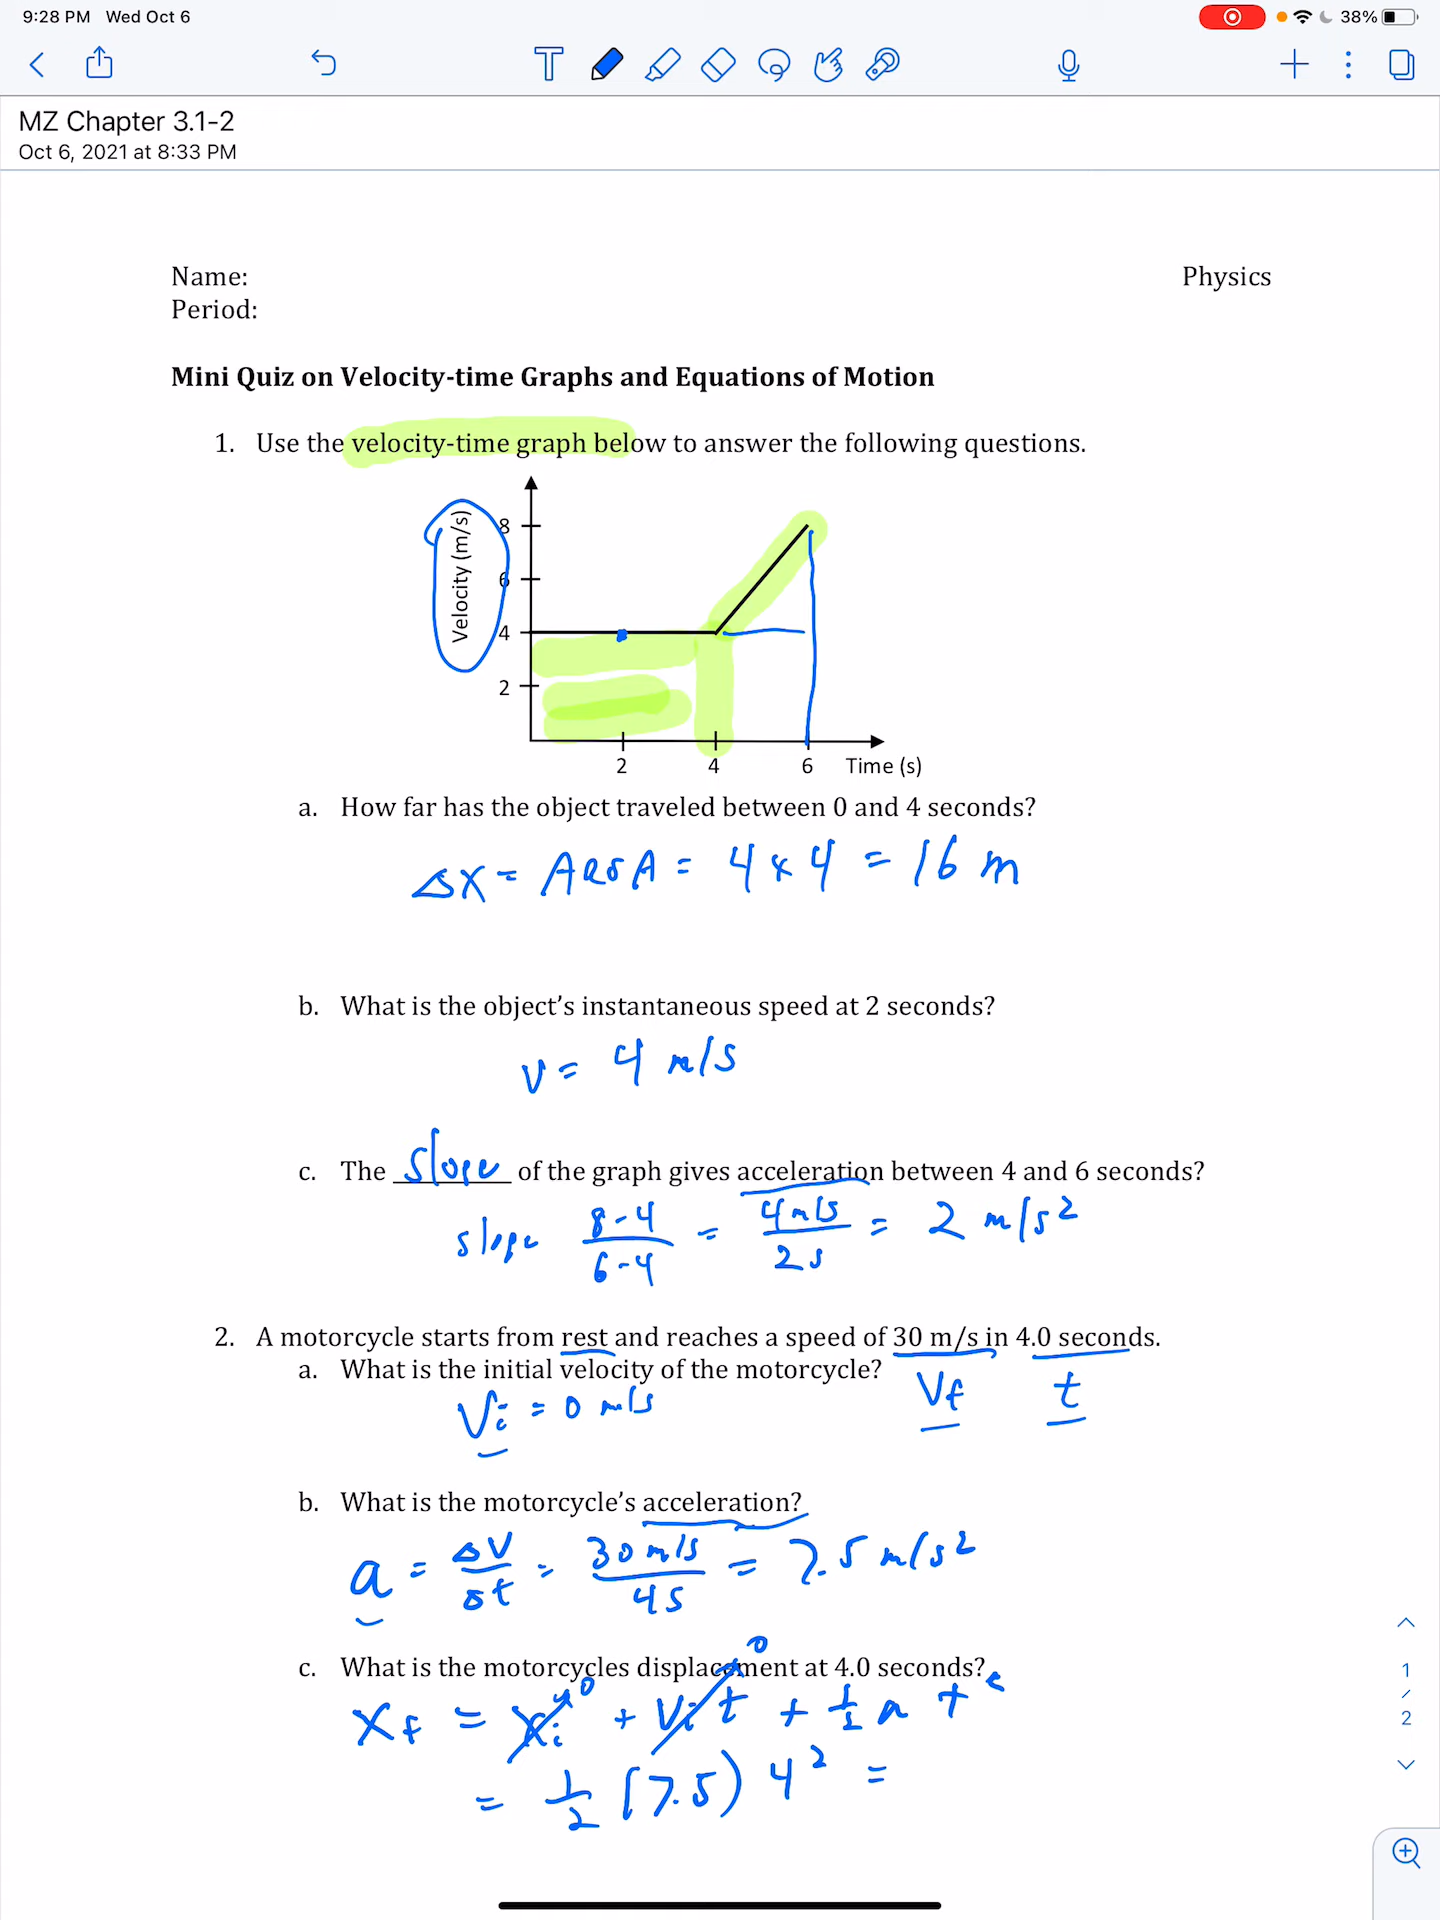 9:28 PM Wed Oct 6
38%
MZ Chapter 3.1-2
Oct 6, 2021 at 8:33 PM
Name: Physics
Period:
Mini Quiz on Velocity-time Graphs and Equations of Motion
1. Use the velocity-time graph below to answer the following questions.
Velocity (m/s)
8
6
4
2
2 4 6 Time (s)
a. How far has the object traveled between 0 and 4 seconds?
Δx = AREA = 4 x 4 = 16 m
b. What is the object's instantaneous speed at 2 seconds?
v = 4 m/s
c. The slope of the graph gives acceleration between 4 and 6 seconds?
slope (8-4)/(6-4) = 4 m/s / 2s = 2 m/s²
2. A motorcycle starts from rest and reaches a speed of 30 m/s in 4.0 seconds.
a. What is the initial velocity of the motorcycle?
Vi = 0 m/s Vf t
b. What is the motorcycle's acceleration?
a = Δv/Δt = 30 m/s / 4s = 7.5 m/s²
c. What is the motorcycles displacement at 4.0 seconds?
0 0
Xf = Xi + Vi t + 1/2 a t²
= 1/2 (7.5) 4² =
1
/
2